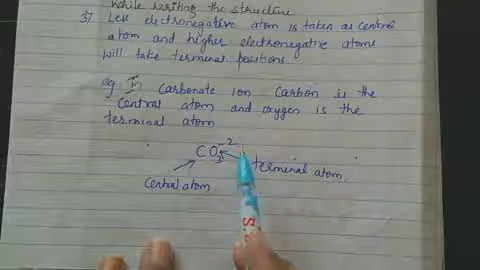 while writing the structure
3) Less electronegative atom is taken as central
atom and higher electronegative atoms
will take terminal positions.
eg I Carbonate ion Carbon is the
central atom and oxygen is the
terminal atom
CO3-2
terminal atom.
Central atom